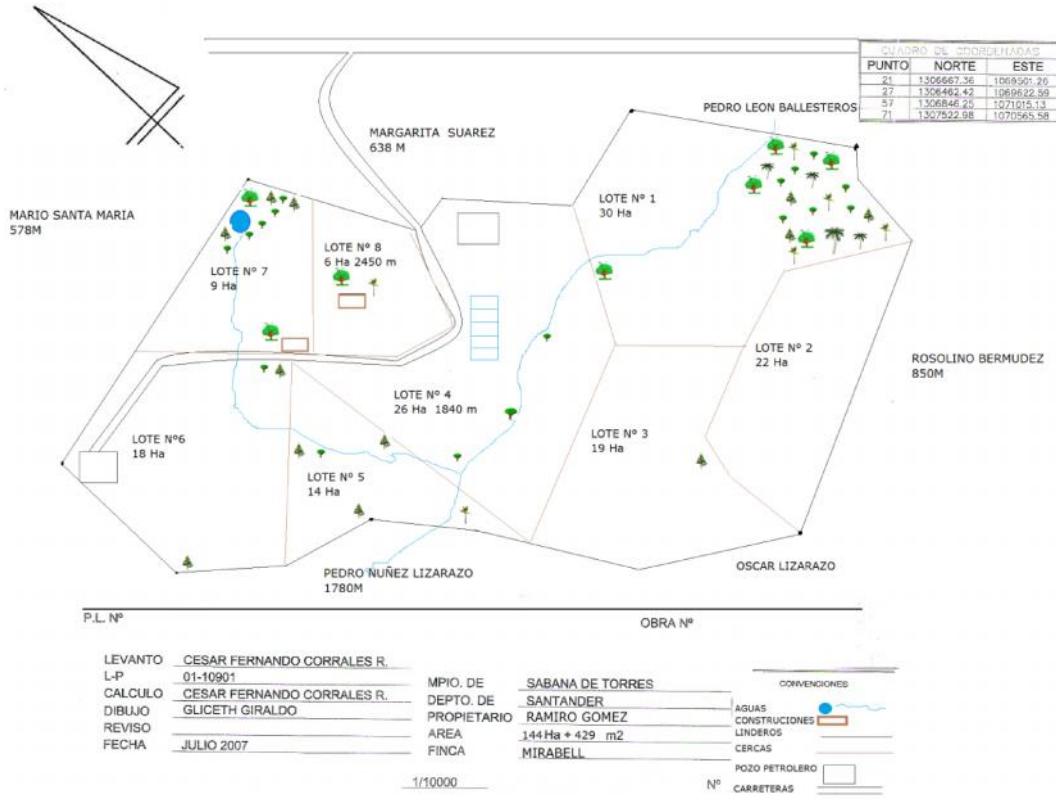 CUADRO DE COORDENADAS
PUNTO NORTE ESTE
21 1306667.36 1069501.26
27 1306462.42 1069622.59
57 1306846.25 1071015.13
71 1307522.98 1070565.58
PEDRO LEON BALLESTEROS
MARGARITA SUAREZ
638 M
MARIO SANTA MARIA
578M
LOTE Nº 1
30 Ha
LOTE Nº 8
6 Ha 2450 m
LOTE Nº 7
9 Ha
LOTE Nº 2
22 Ha
ROSOLINO BERMUDEZ
850M
LOTE Nº 4
26 Ha 1840 m
LOTE Nº 3
19 Ha
LOTE Nº6
18 Ha
LOTE Nº 5
14 Ha
PEDRO NUÑEZ LIZARAZO
1780M
OSCAR LIZARAZO
P.L. Nº
OBRA Nº
LEVANTO CESAR FERNANDO CORRALES R.
L-P 01-10901
CALCULO CESAR FERNANDO CORRALES R.
DIBUJO GLICETH GIRALDO
REVISO
FECHA JULIO 2007
MPIO. DE SABANA DE TORRES
DEPTO. DE SANTANDER
PROPIETARIO RAMIRO GOMEZ
AREA 144 Ha + 429 m2
FINCA MIRABELL
1/10000
Nº
CONVENCIONES
AGUAS
CONSTRUCIONES
LINDEROS
CERCAS
POZO PETROLERO
CARRETERAS